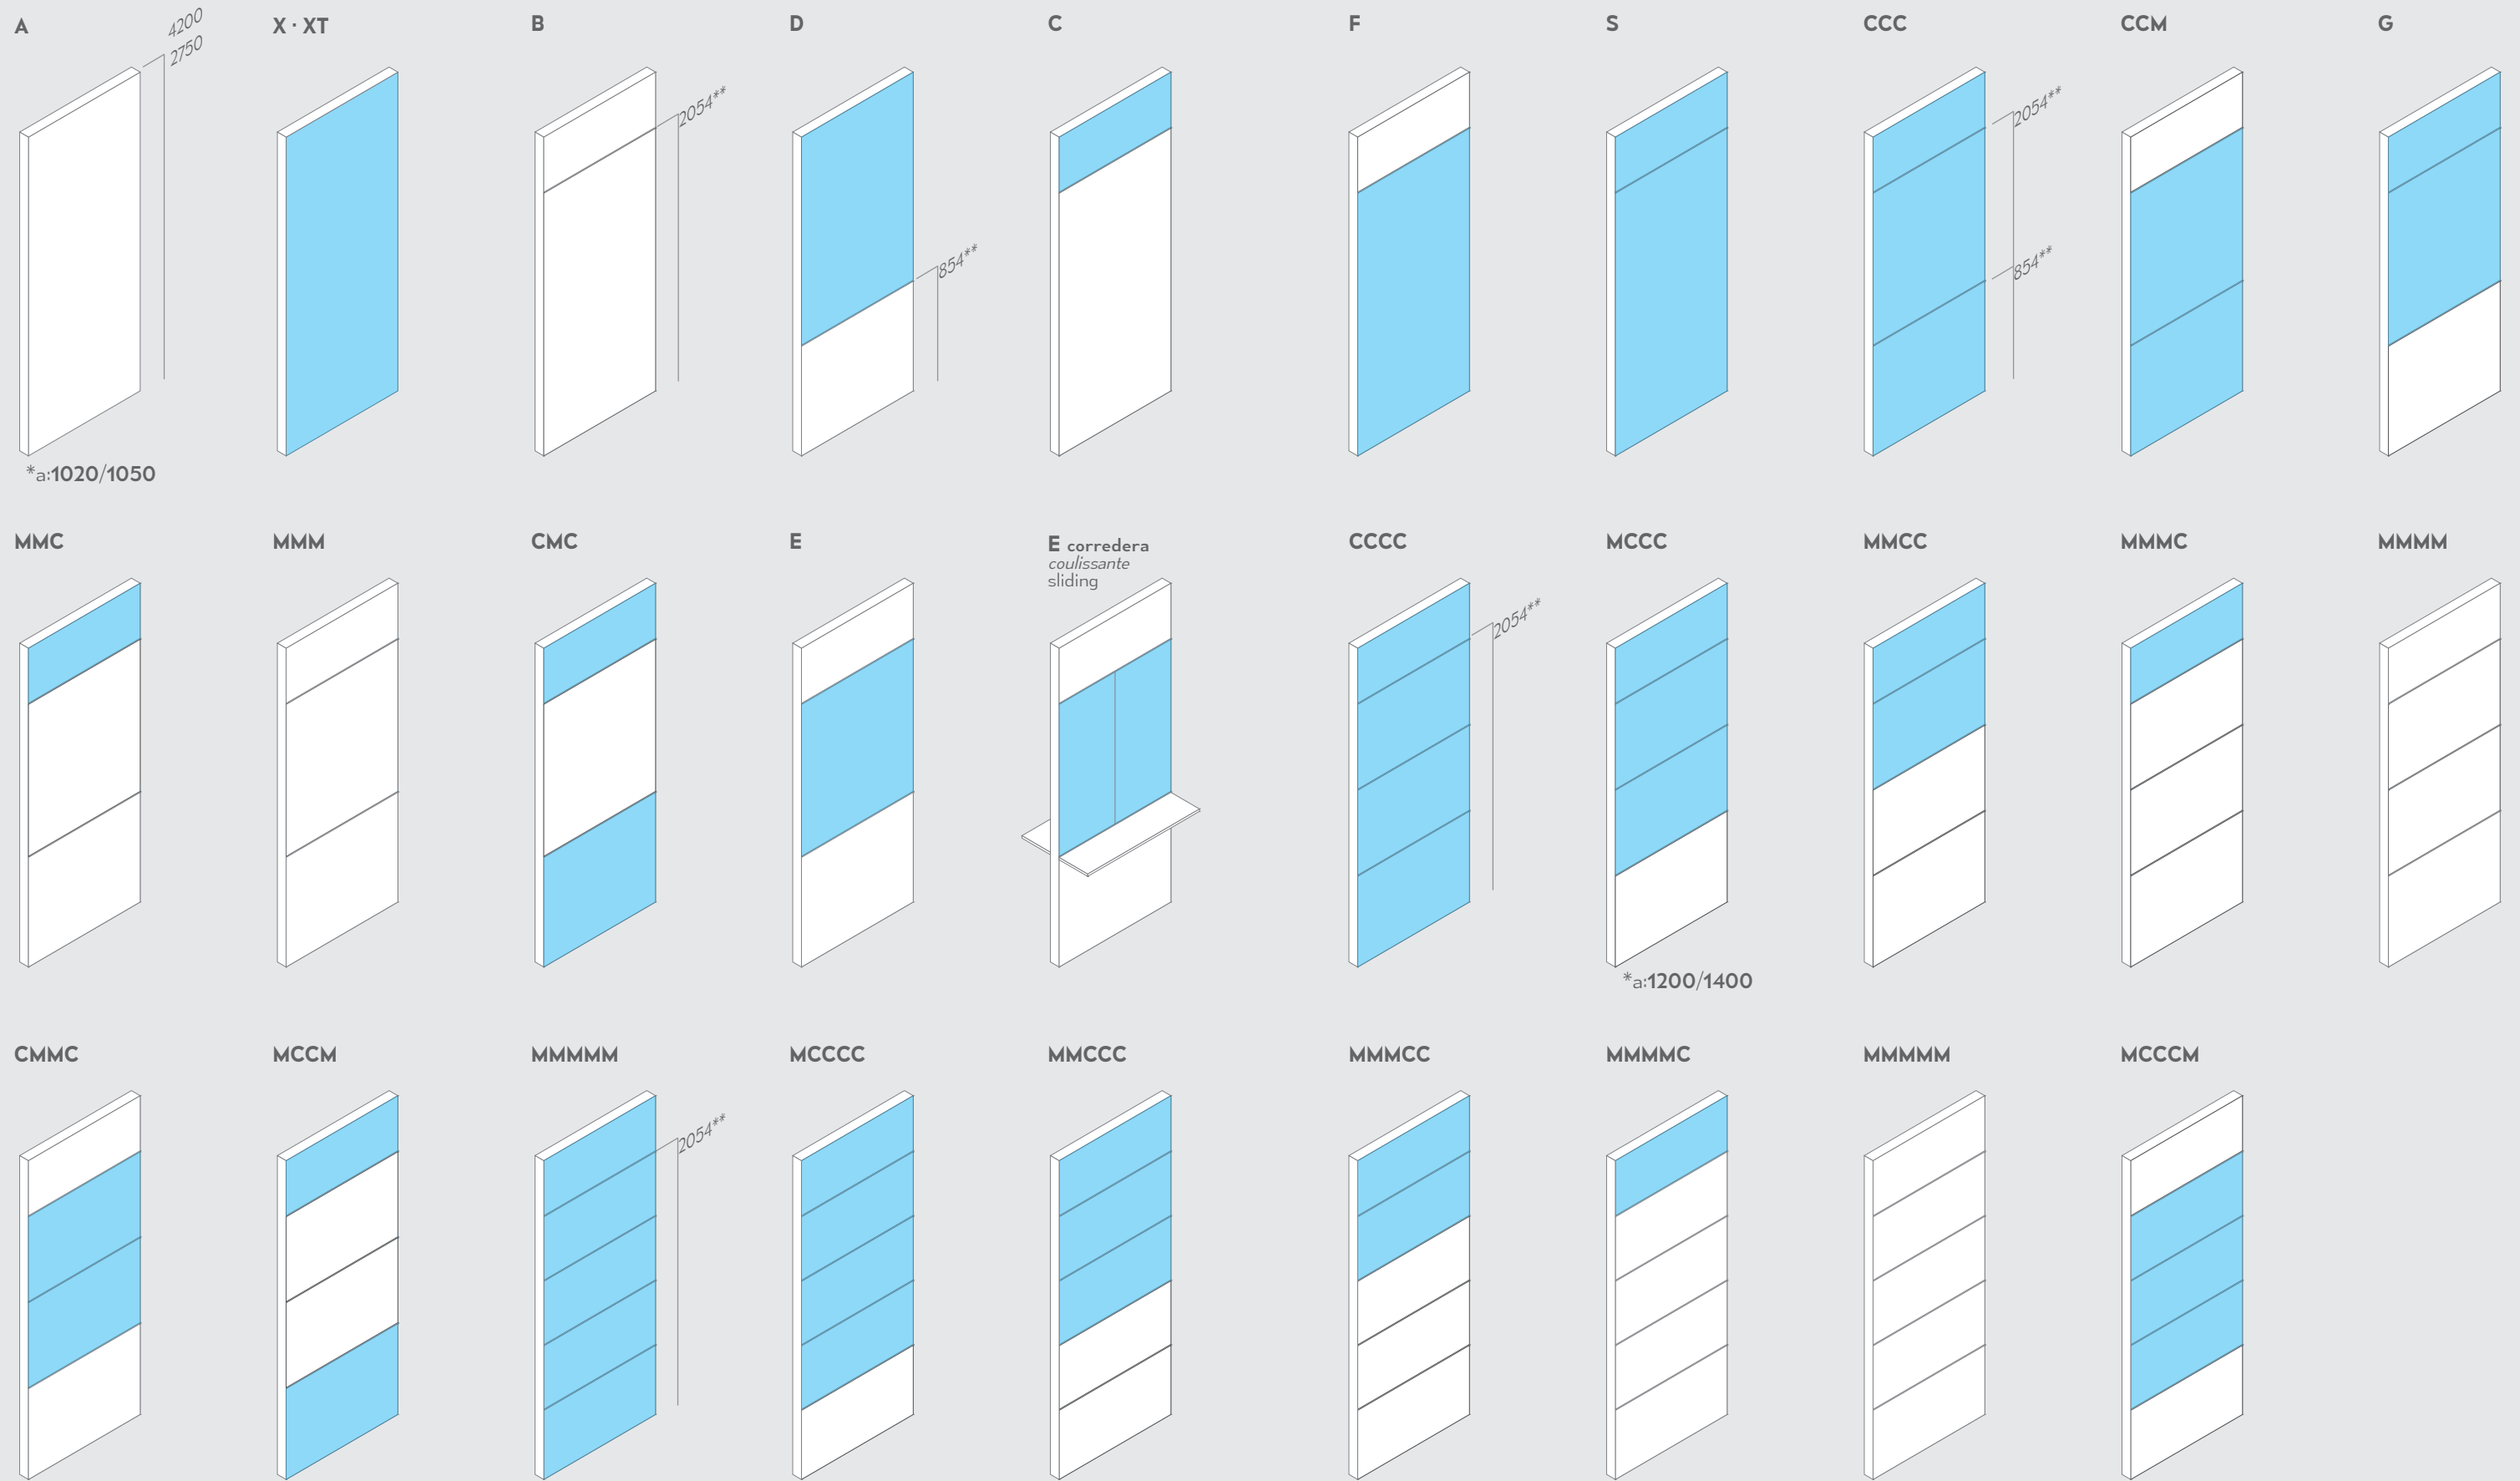 A
4200
2750
X · XT
B
2054**
D
854**
C
F
S
CCC
2054**
854**
CCM
G
*a:1020/1050
MMC
MMM
CMC
E
E corredera
coulissante
sliding
CCCC
2054**
MCCC
MMCC
MMMC
MMMM
*a:1200/1400
CMMC
MCCM
MMMMM
2054**
MCCCC
MMCCC
MMMCC
MMMMC
MMMMM
MCCCM